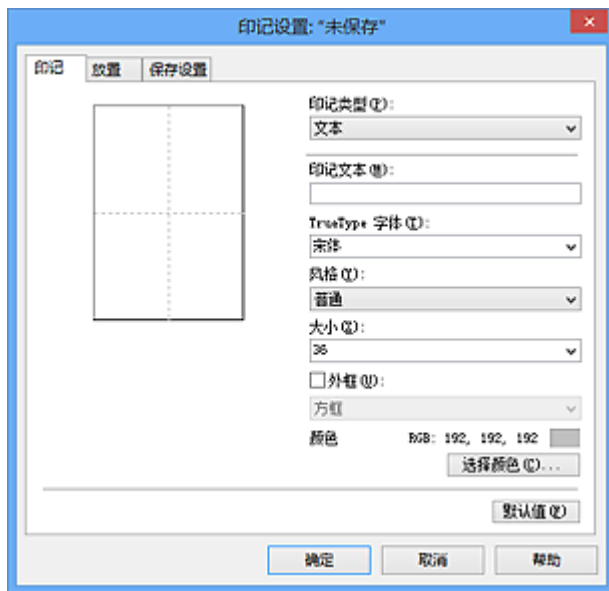 印记设置: "未保存"
印记
放置
保存设置
印记类型(P):
文本
印记文本(W):
TrueType 字体(T):
宋体
风格(Y):
普通
大小(Z):
36
外框(U):
方框
颜色 RGB: 192, 192, 192
选择颜色(C)...
默认值(F)
确定
取消
帮助